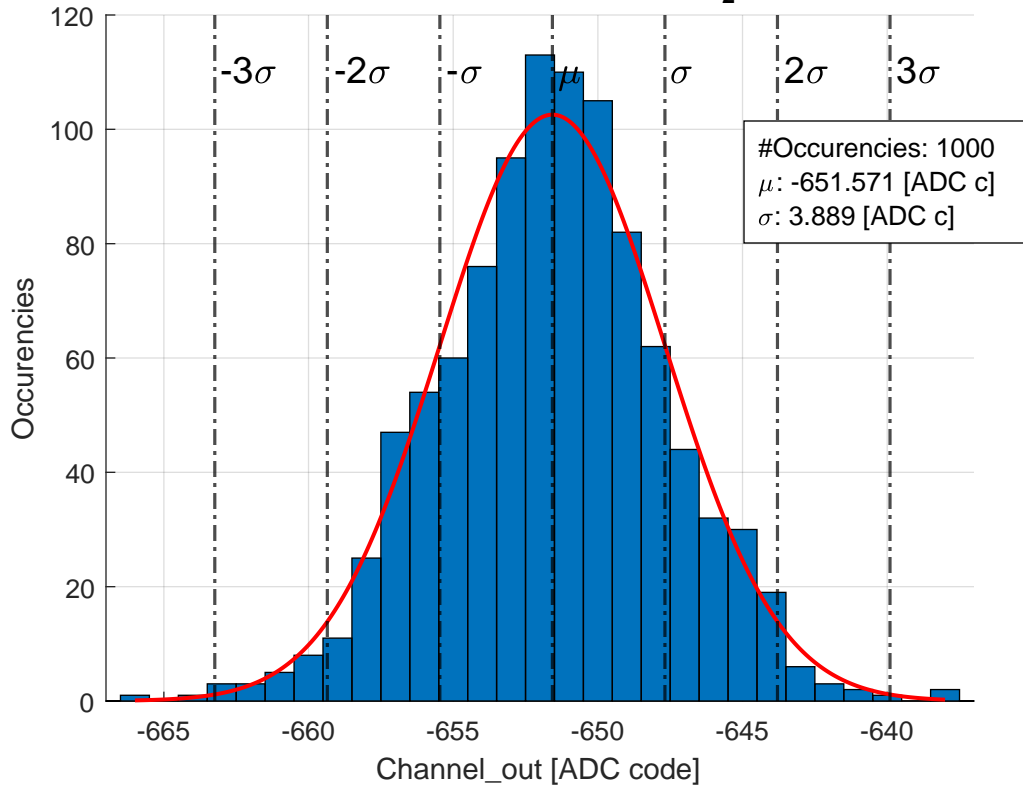 120
100
80
60
40
20
0
Occurencies
-3σ
-2σ
-σ
μ
σ
2σ
3σ
#Occurencies: 1000
μ: -651.571 [ADC c]
σ: 3.889 [ADC c]
-665
-660
-655
-650
-645
-640
Channel_out [ADC code]